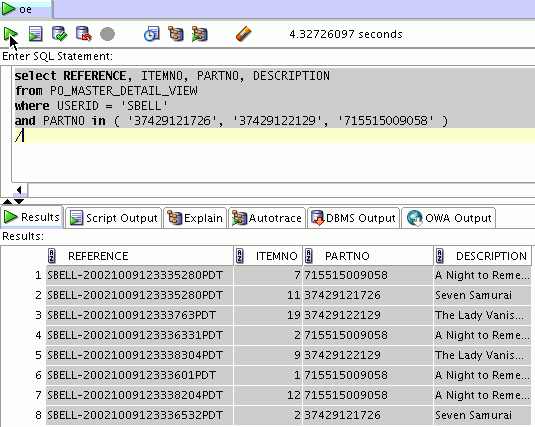 oe
4.32726097 seconds
Enter SQL Statement:
select REFERENCE, ITEMNO, PARTNO, DESCRIPTION
from PO_MASTER_DETAIL_VIEW
where USERID = 'SBELL'
and PARTNO in ( '37429121726', '37429122129', '715515009058' )
/
Results Script Output Explain Autotrace DBMS Output OWA Output
Results:
REFERENCE ITEMNO PARTNO DESCRIPTION
1 SBELL-20021009123335280PDT 7 715515009058 A Night to Reme...
2 SBELL-20021009123335280PDT 11 37429121726 Seven Samurai
3 SBELL-2002100912333763PDT 19 37429122129 The Lady Vanis...
4 SBELL-20021009123336331PDT 2 715515009058 A Night to Reme...
5 SBELL-20021009123338304PDT 9 37429122129 The Lady Vanis...
6 SBELL-2002100912333601PDT 1 715515009058 A Night to Reme...
7 SBELL-20021009123338204PDT 12 715515009058 A Night to Reme...
8 SBELL-20021009123336532PDT 2 37429121726 Seven Samurai